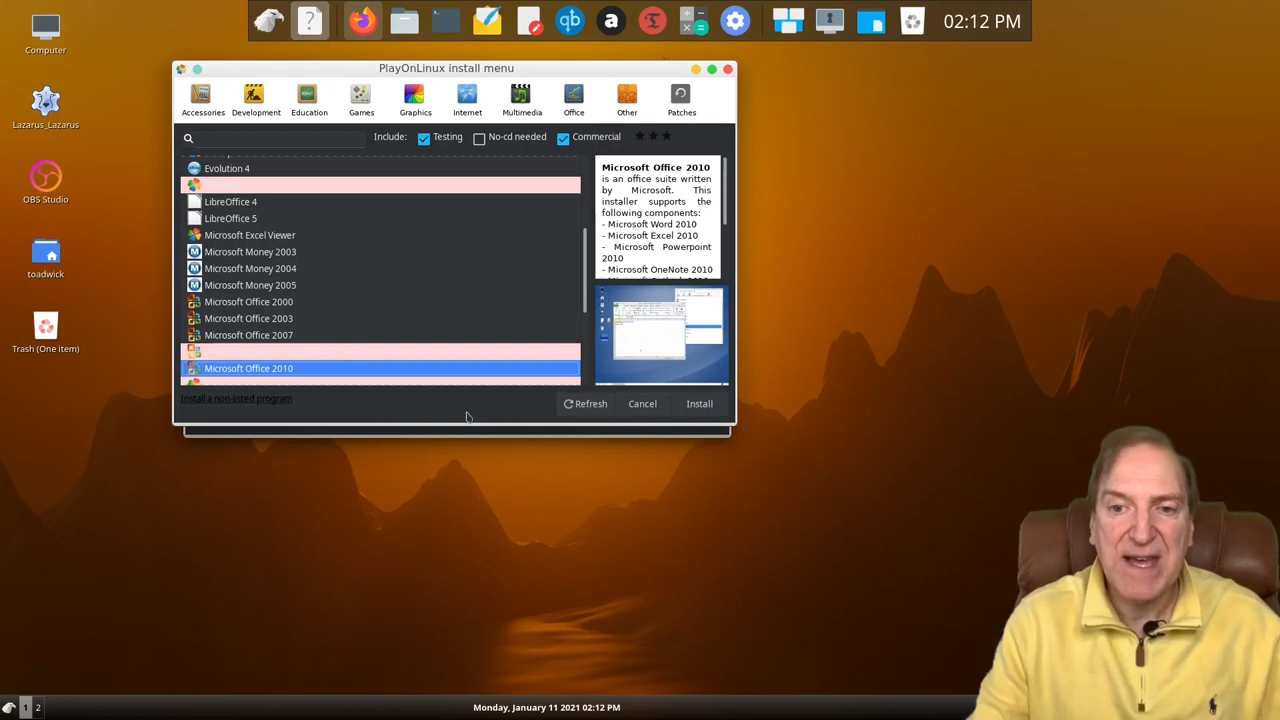 02:12 PM
Computer
Lazarus_Lazarus
OBS Studio
toadwick
Trash (One item)
PlayOnLinux install menu
Accessories Development Education Games Graphics Internet Multimedia Office Other Patches
Include: Testing No-cd needed Commercial
Evolution 4
LibreOffice 4
LibreOffice 5
Microsoft Excel Viewer
Microsoft Money 2003
Microsoft Money 2004
Microsoft Money 2005
Microsoft Office 2000
Microsoft Office 2003
Microsoft Office 2007
Microsoft Office 2010
Microsoft Office 2010
is an office suite written
by Microsoft. This
installer supports the
following components:
- Microsoft Word 2010
- Microsoft Excel 2010
- Microsoft Powerpoint
2010
- Microsoft OneNote 2010
Install a non-listed program
Refresh Cancel Install
1 2
Monday, January 11 2021 02:12 PM